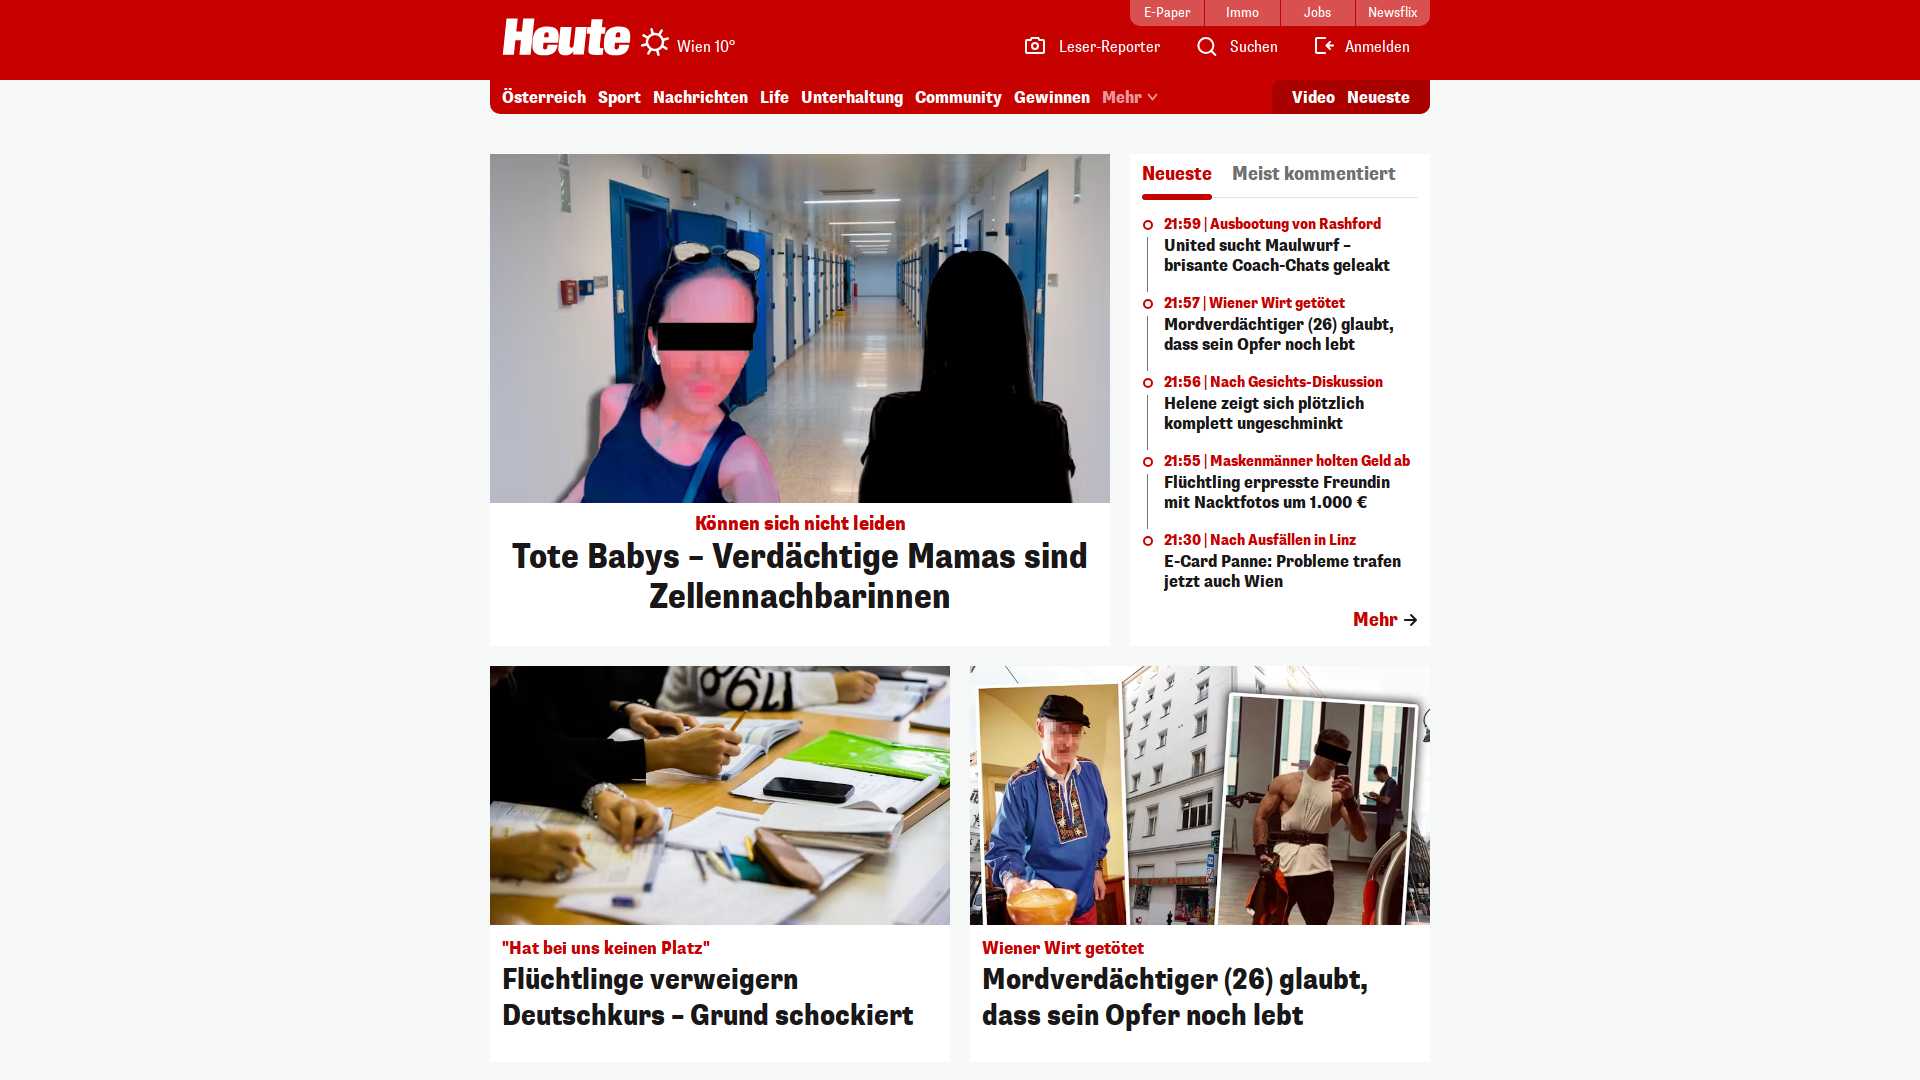 E-Paper
Immo
Jobs
Newsflix
Heute
Wien 10°
Leser-Reporter
Suchen
Anmelden
Österreich
Sport
Nachrichten
Life
Unterhaltung
Community
Gewinnen
Mehr
Video
Neueste
Können sich nicht leiden
Tote Babys – Verdächtige Mamas sind
Zellennachbarinnen
Neueste
Meist kommentiert
21:59 | Ausbootung von Rashford
United sucht Maulwurf –
brisante Coach-Chats geleakt
21:57 | Wiener Wirt getötet
Mordverdächtiger (26) glaubt,
dass sein Opfer noch lebt
21:56 | Nach Gesichts-Diskussion
Helene zeigt sich plötzlich
komplett ungeschminkt
21:55 | Maskenmänner holten Geld ab
Flüchtling erpresste Freundin
mit Nacktfotos um 1.000 €
21:30 | Nach Ausfällen in Linz
E-Card Panne: Probleme trafen
jetzt auch Wien
Mehr
"Hat bei uns keinen Platz"
Flüchtlinge verweigern
Deutschkurs – Grund schockiert
Wiener Wirt getötet
Mordverdächtiger (26) glaubt,
dass sein Opfer noch lebt